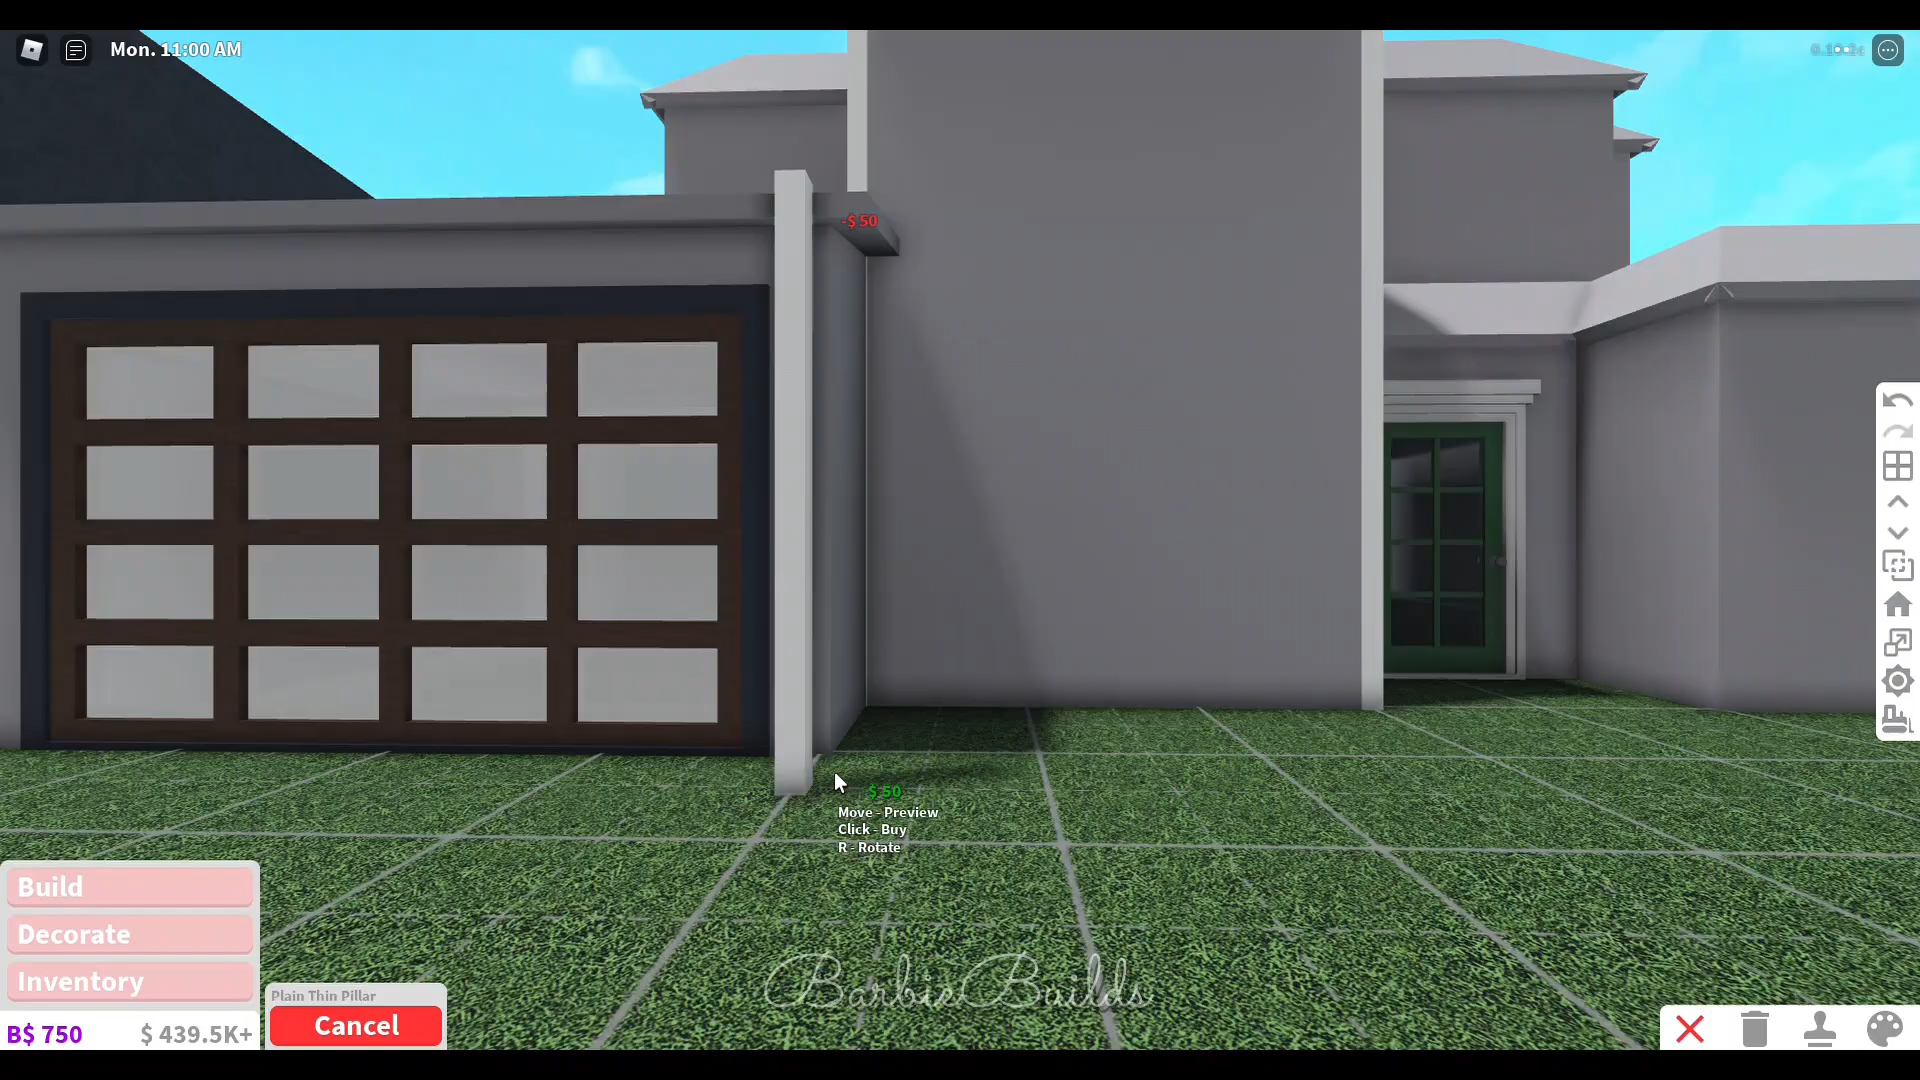 Mon. 11:00 AM
-$ 50
$ 50
Move - Preview
Click - Buy
R - Rotate
Build
Decorate
Inventory
Plain Thin Pillar
Cancel
B$ 750
$ 439.5K+
BarbieBuilds